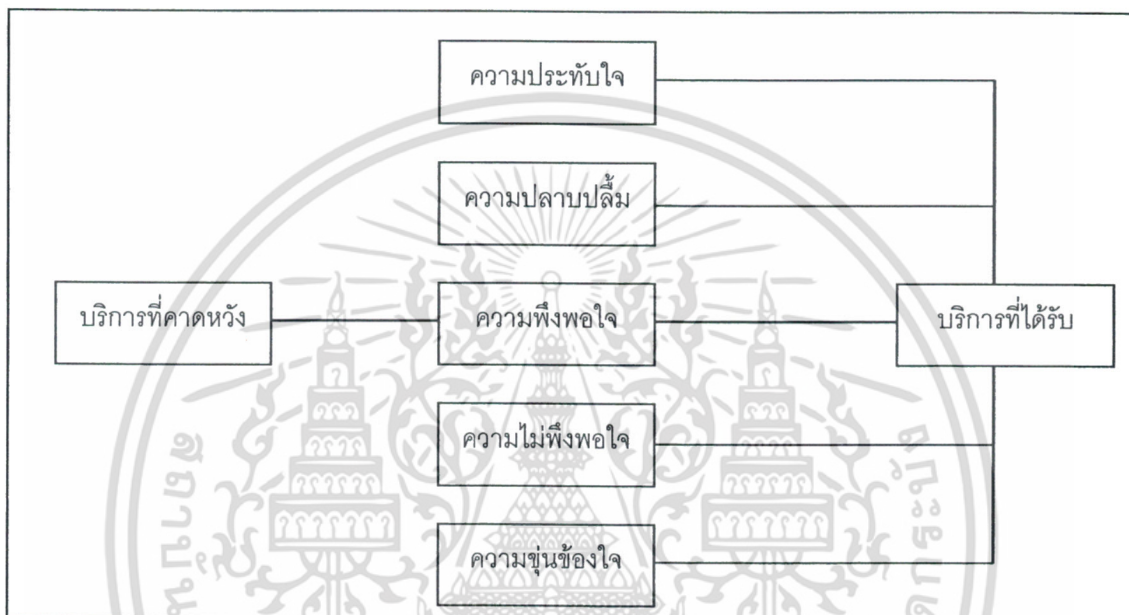 ความประทับใจ
ความปลาบปลื้ม
บริการที่คาดหวัง
ความพึงพอใจ
บริการที่ได้รับ
ความไม่พึงพอใจ
ความขุ่นข้องใจ